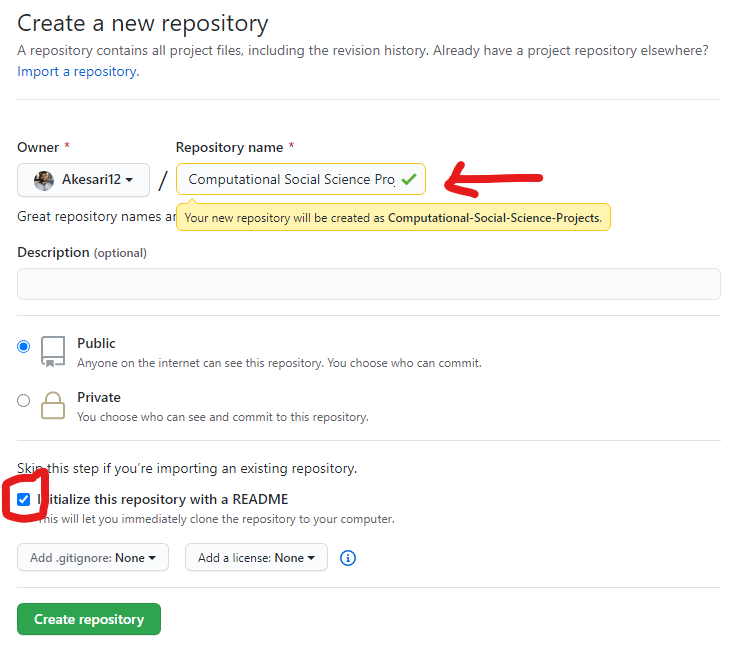 Create a new repository
A repository contains all project files, including the revision history. Already have a project repository elsewhere?
Import a repository.
Owner *
Repository name *
Akesari12
/
Computational Social Science Pro
Great repository names ar
Your new repository will be created as Computational-Social-Science-Projects.
Description (optional)
Public
Anyone on the internet can see this repository. You choose who can commit.
Private
You choose who can see and commit to this repository.
Skip this step if you’re importing an existing repository.
Initialize this repository with a README
This will let you immediately clone the repository to your computer.
Add .gitignore: None
Add a license: None
Create repository